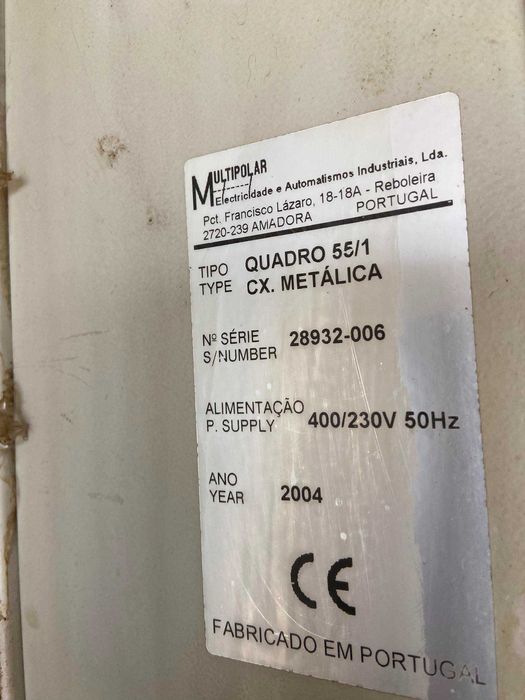 MULTIPOLAR
Electricidade e Automatismos Industriais, Lda.
Pct. Francisco Lázaro, 18-18A - Reboleira
2720-239 AMADORA PORTUGAL
TIPO QUADRO 55/1
TYPE CX. METÁLICA
Nº SÉRIE
S/NUMBER 28932-006
ALIMENTAÇÃO
P. SUPPLY 400/230V 50Hz
ANO
YEAR 2004
CE
FABRICADO EM PORTUGAL